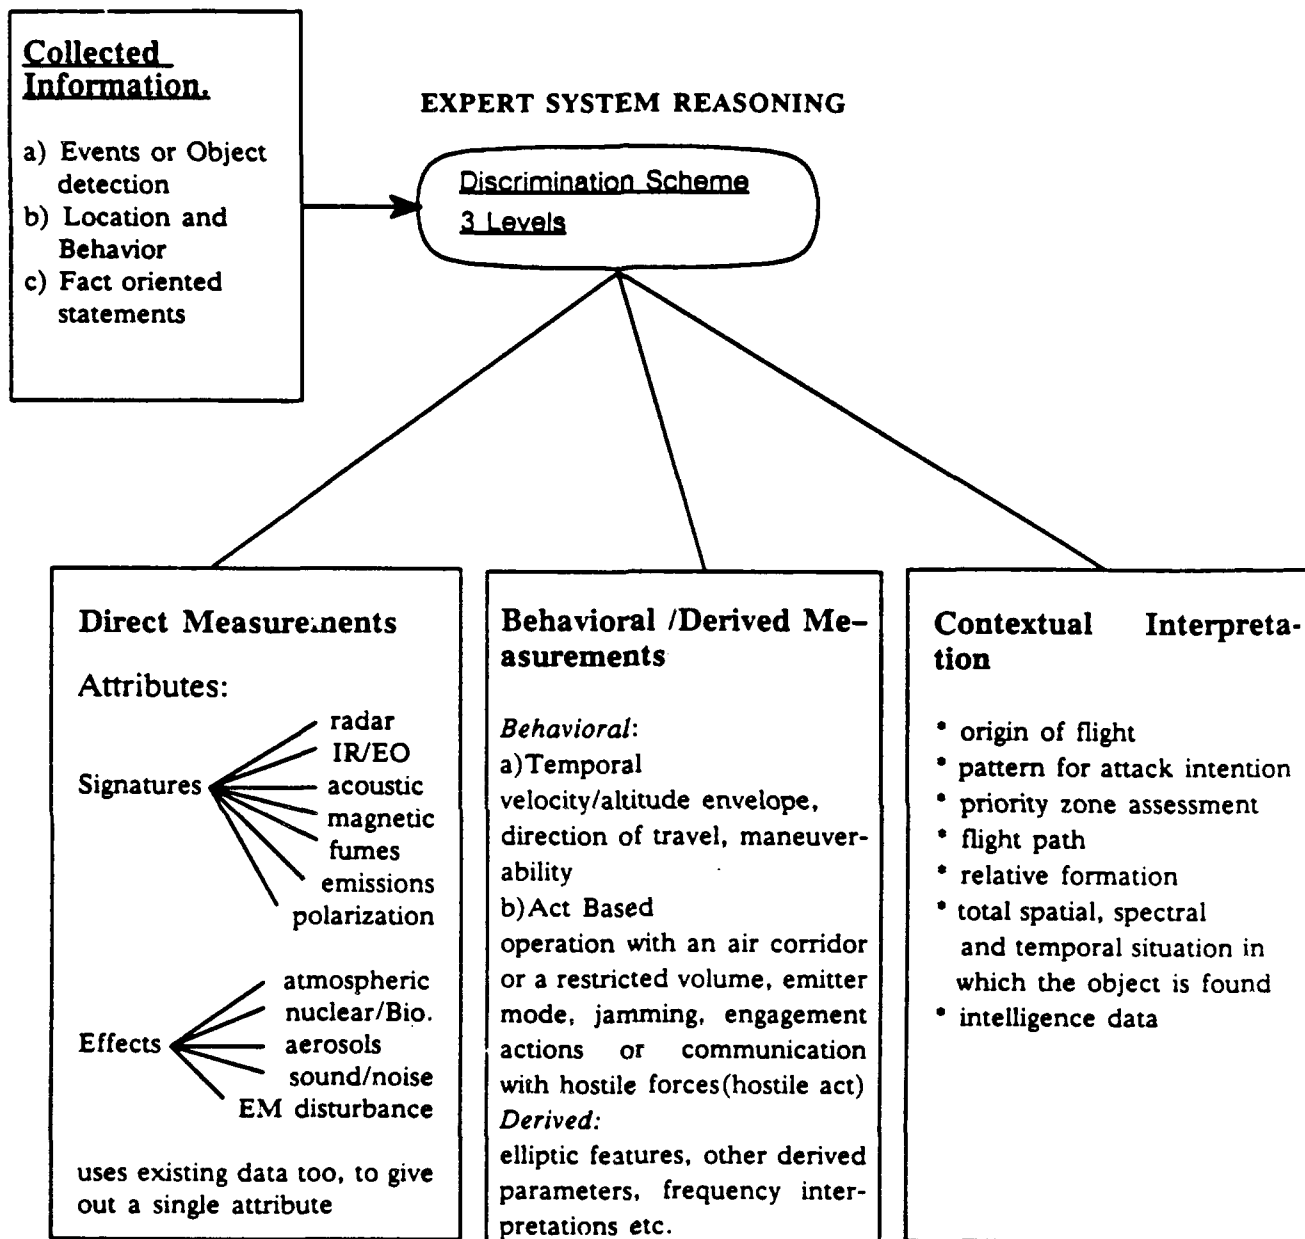 Collected
Information.
a) Events or Object
detection
b) Location and
Behavior
c) Fact oriented
statements
EXPERT SYSTEM REASONING
Discrimination Scheme
3 Levels
Direct Measurements
Attributes:
Signatures
radar
IR/EO
acoustic
magnetic
fumes
emissions
polarization
Effects
atmospheric
nuclear/Bio.
aerosols
sound/noise
EM disturbance
uses existing data too, to give
out a single attribute
Behavioral /Derived Me–
asurements
Behavioral:
a)Temporal
velocity/altitude envelope,
direction of travel, maneuver-
ability
b)Act Based
operation with an air corridor
or a restricted volume, emitter
mode, jamming, engagement
actions or communication
with hostile forces(hostile act)
Derived:
elliptic features, other derived
parameters, frequency inter-
pretations etc.
Contextual Interpreta-
tion
* origin of flight
* pattern for attack intention
* priority zone assessment
* flight path
* relative formation
* total spatial, spectral
and temporal situation in
which the object is found
* intelligence data